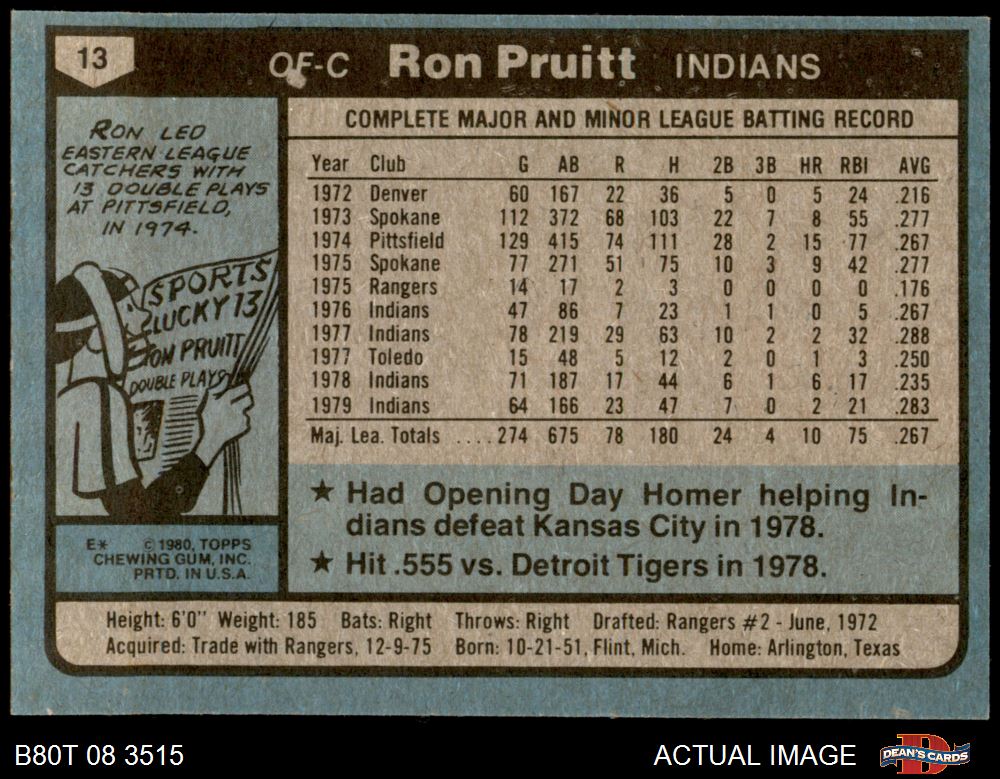 13
OF-C Ron Pruitt INDIANS
RON LED
EASTERN LEAGUE
CATCHERS WITH
13 DOUBLE PLAYS
AT PITTSFIELD,
IN 1974.
SPORTS
LUCKY 13
RON PRUITT
DOUBLE PLAYS
E* © 1980, TOPPS
CHEWING GUM, INC.
PRTD. IN U.S.A.
COMPLETE MAJOR AND MINOR LEAGUE BATTING RECORD
Year Club G AB R H 2B 3B HR RBI AVG
1972 Denver 60 167 22 36 5 0 5 24 .216
1973 Spokane 112 372 68 103 22 7 8 55 .277
1974 Pittsfield 129 415 74 111 28 2 15 77 .267
1975 Spokane 77 271 51 75 10 3 9 42 .277
1975 Rangers 14 17 2 3 0 0 0 0 .176
1976 Indians 47 86 7 23 1 1 0 5 .267
1977 Indians 78 219 29 63 10 2 2 32 .288
1977 Toledo 15 48 5 12 2 0 1 3 .250
1978 Indians 71 187 17 44 6 1 6 17 .235
1979 Indians 64 166 23 47 7 0 2 21 .283
Maj. Lea. Totals ....274 675 78 180 24 4 10 75 .267
★ Had Opening Day Homer helping In-
dians defeat Kansas City in 1978.
★ Hit .555 vs. Detroit Tigers in 1978.
Height: 6'0" Weight: 185 Bats: Right Throws: Right Drafted: Rangers #2 - June, 1972
Acquired: Trade with Rangers, 12-9-75 Born: 10-21-51, Flint, Mich. Home: Arlington, Texas
B80T 08 3515 ACTUAL IMAGE D DEAN'S CARDS